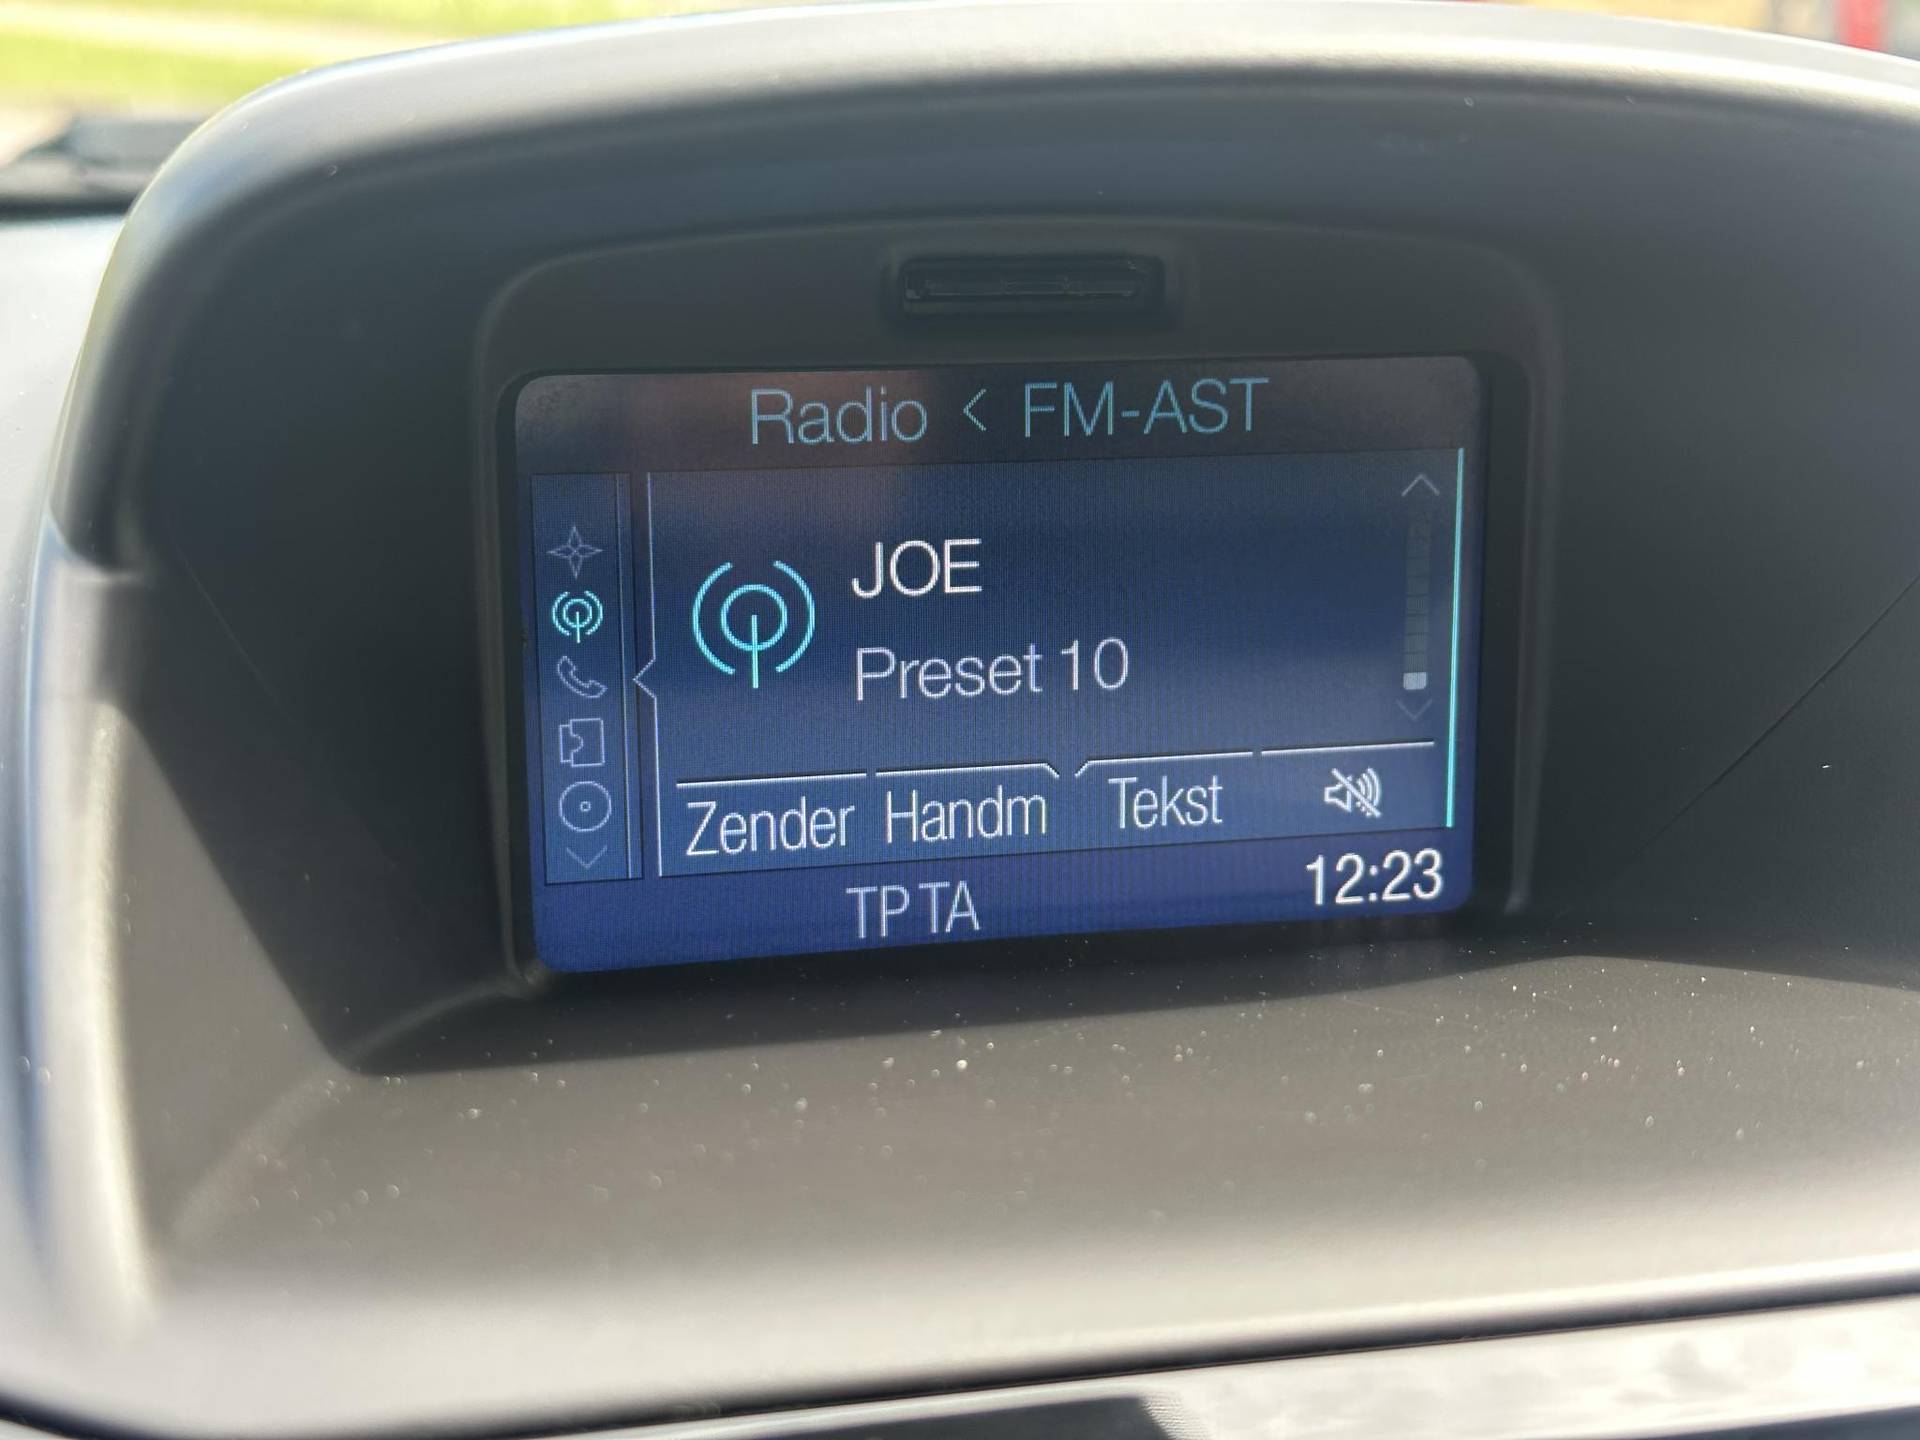 Radio < FM-AST
JOE
Preset 10
Zender Handm Tekst
TP TA 12:23